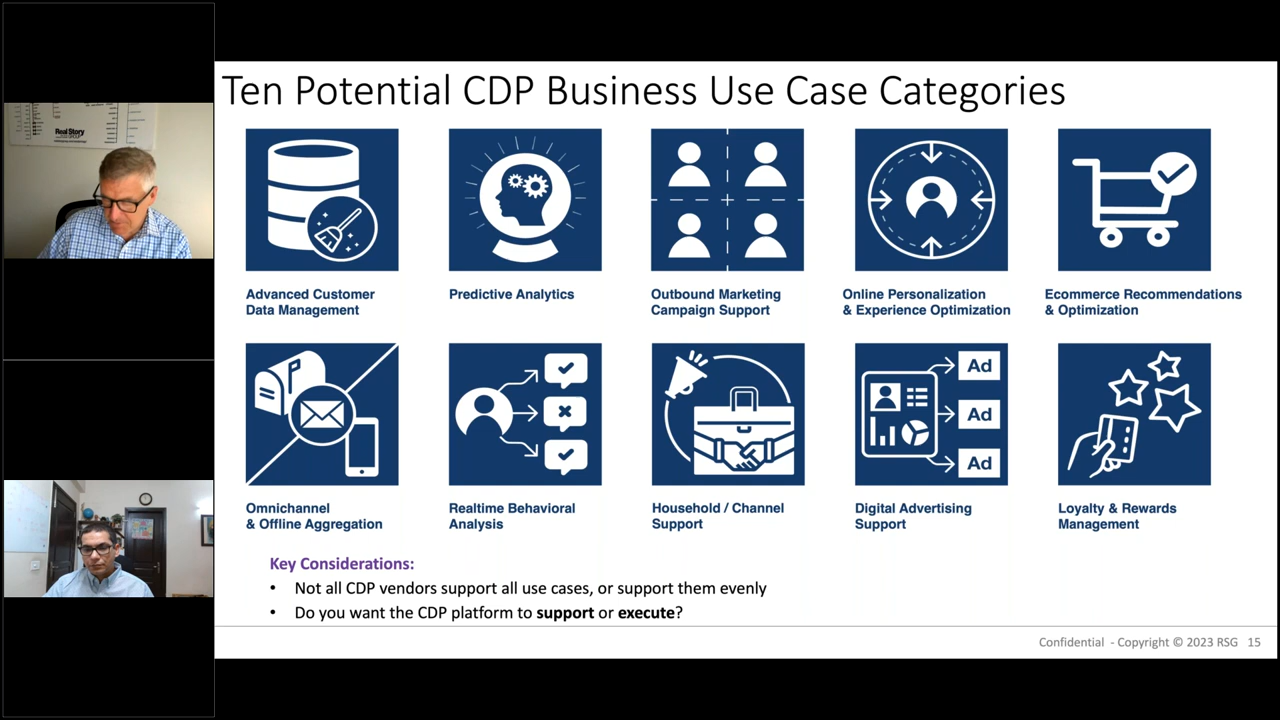 Real Story
Ten Potential CDP Business Use Case Categories
Advanced Customer
Data Management
Predictive Analytics
Outbound Marketing
Campaign Support
Online Personalization
& Experience Optimization
Ecommerce Recommendations
& Optimization
Ad
Ad
Ad
Omnichannel
& Offline Aggregation
Realtime Behavioral
Analysis
Household / Channel
Support
Digital Advertising
Support
Loyalty & Rewards
Management
Key Considerations:
• Not all CDP vendors support all use cases, or support them evenly
• Do you want the CDP platform to support or execute?
Confidential - Copyright © 2023 RSG 15